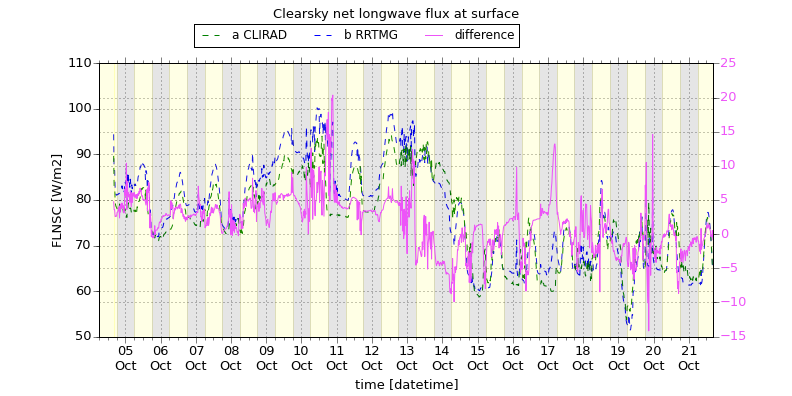 Clearsky net longwave flux at surface
a CLIRAD b RRTMG difference
110 25
20
100
15
90 10
5
80
0
70
−5
60 −10
50 −15
FLNSC [W/m2]
05 06 07 08 09 10 11 12 13 14 15 16 17 18 19 20 21
Oct Oct Oct Oct Oct Oct Oct Oct Oct Oct Oct Oct Oct Oct Oct Oct Oct
time [datetime]